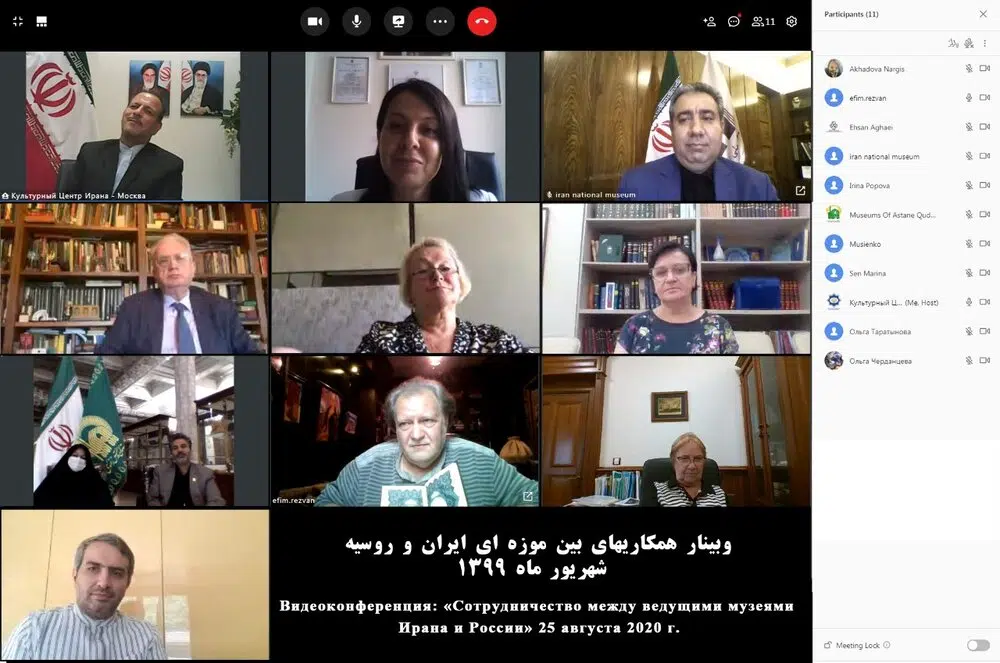 11
Participants (11)
Akhadova Nargis
efim.rezvan
Ehsan Aghaei
iran national museum
Irina Popova
Museums Of Astane Qud...
Musienko
Sen Marina
Культурный Ц... (Me, Host)
Ольга Таратынова
Ольга Черданцева
Культурный Центр Ирана - Москва
iran national museum
efim.rezvan
وبینار همکاریهای بین موزه ای ایران و روسیه
شهریور ماه ۱۳۹۹
Видеоконференция: «Сотрудничество между ведущими музеями
Ирана и России» 25 августа 2020 г.
Meeting Lock